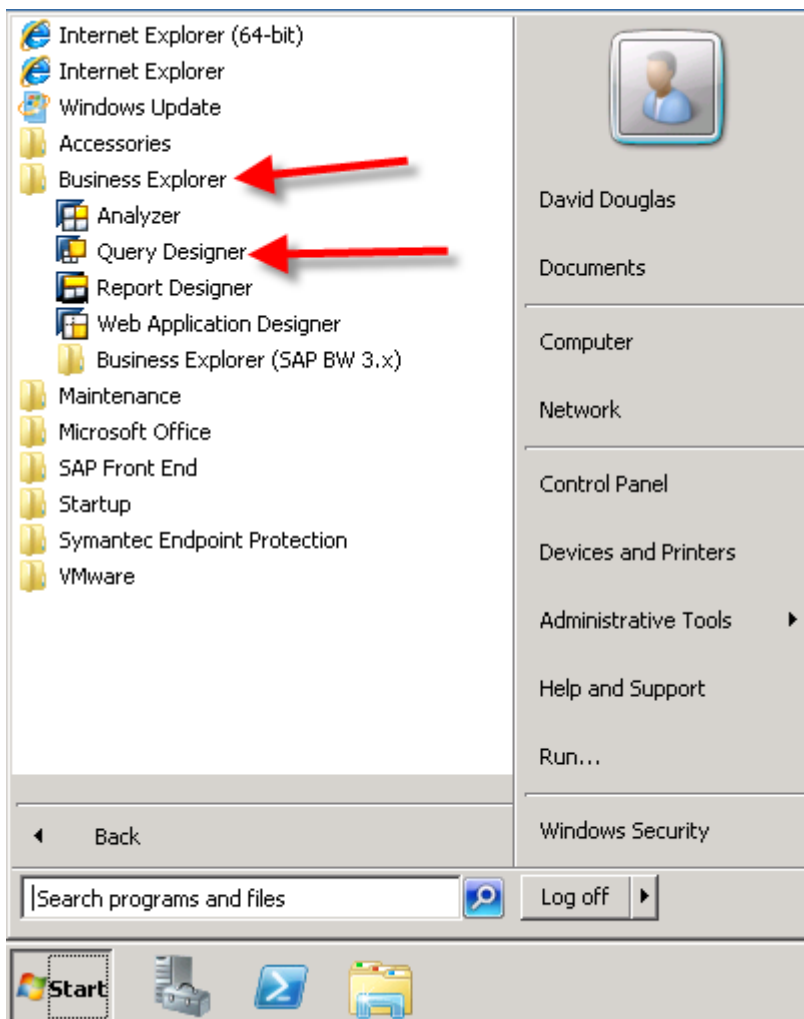 Internet Explorer (64-bit)
Internet Explorer
Windows Update
Accessories
Business Explorer
Analyzer
Query Designer
Report Designer
Web Application Designer
Business Explorer (SAP BW 3.x)
Maintenance
Microsoft Office
SAP Front End
Startup
Symantec Endpoint Protection
VMware
Back
Search programs and files
David Douglas
Documents
Computer
Network
Control Panel
Devices and Printers
Administrative Tools
Help and Support
Run...
Windows Security
Log off
Start